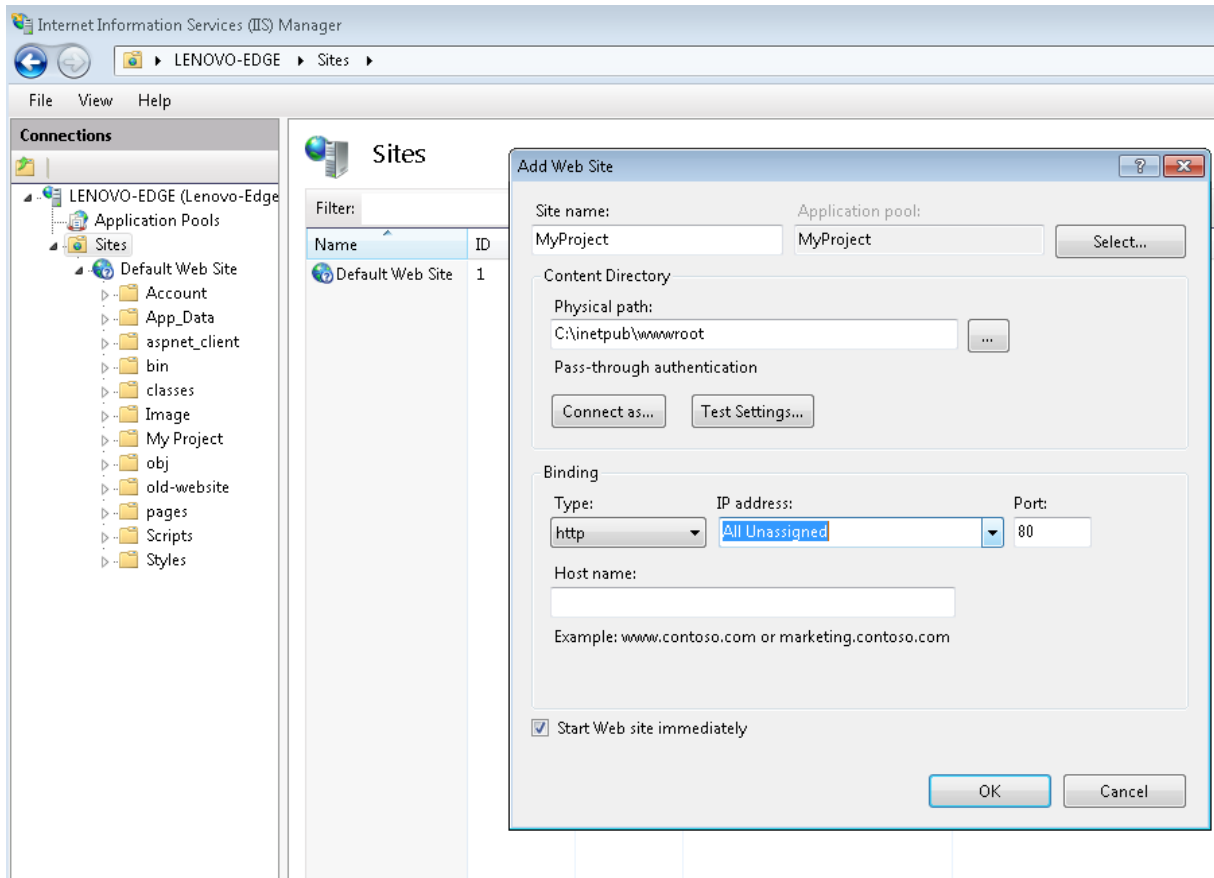 Internet Information Services (IIS) Manager
LENOVO-EDGE Sites
File View Help
Connections
LENOVO-EDGE (Lenovo-Edge
Application Pools
Sites
Default Web Site
Account
App_Data
aspnet_client
bin
classes
Image
My Project
obj
old-website
pages
Scripts
Styles
Sites
Filter:
Name ID
Default Web Site 1
Add Web Site
Site name: Application pool:
MyProject MyProject Select...
Content Directory
Physical path:
C:\inetpub\wwwroot ...
Pass-through authentication
Connect as... Test Settings...
Binding
Type: IP address: Port:
http All Unassigned 80
Host name:
Example: www.contoso.com or marketing.contoso.com
Start Web site immediately
OK Cancel